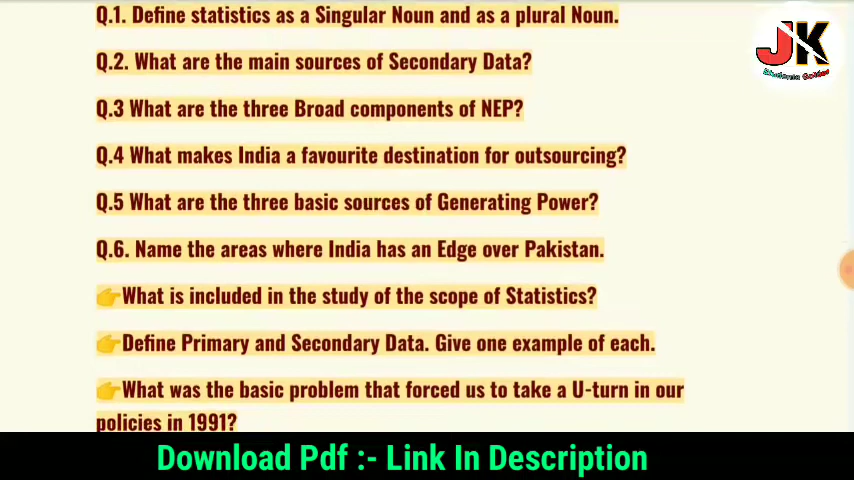 Q.1. Define statistics as a Singular Noun and as a plural Noun.
Q.2. What are the main sources of Secondary Data?
Q.3 What are the three Broad components of NEP?
Q.4 What makes India a favourite destination for outsourcing?
Q.5 What are the three basic sources of Generating Power?
Q.6. Name the areas where India has an Edge over Pakistan.
👉What is included in the study of the scope of Statistics?
👉Define Primary and Secondary Data. Give one example of each.
👉What was the basic problem that forced us to take a U-turn in our
policies in 1991?
JK
Download Pdf :- Link In Description